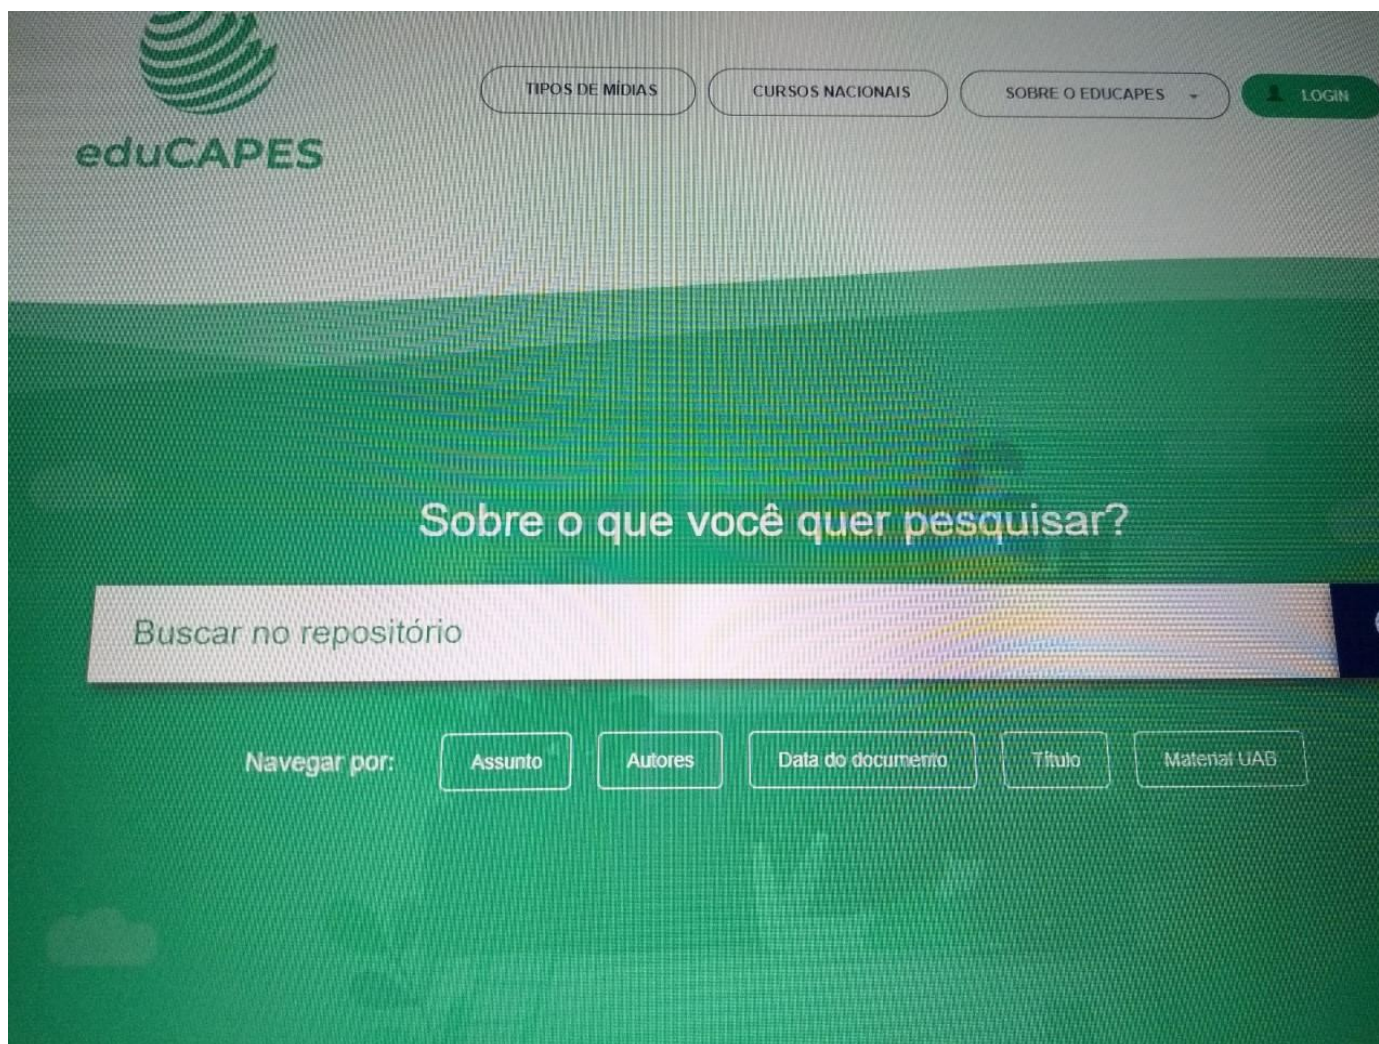 eduCAPES
TIPOS DE MÍDIAS
CURSOS NACIONAIS
SOBRE O EDUCAPES
LOGIN
Sobre o que você quer pesquisar?
Buscar no repositório
Navegar por:
Assunto
Autores
Data do documento
Título
Material UAB